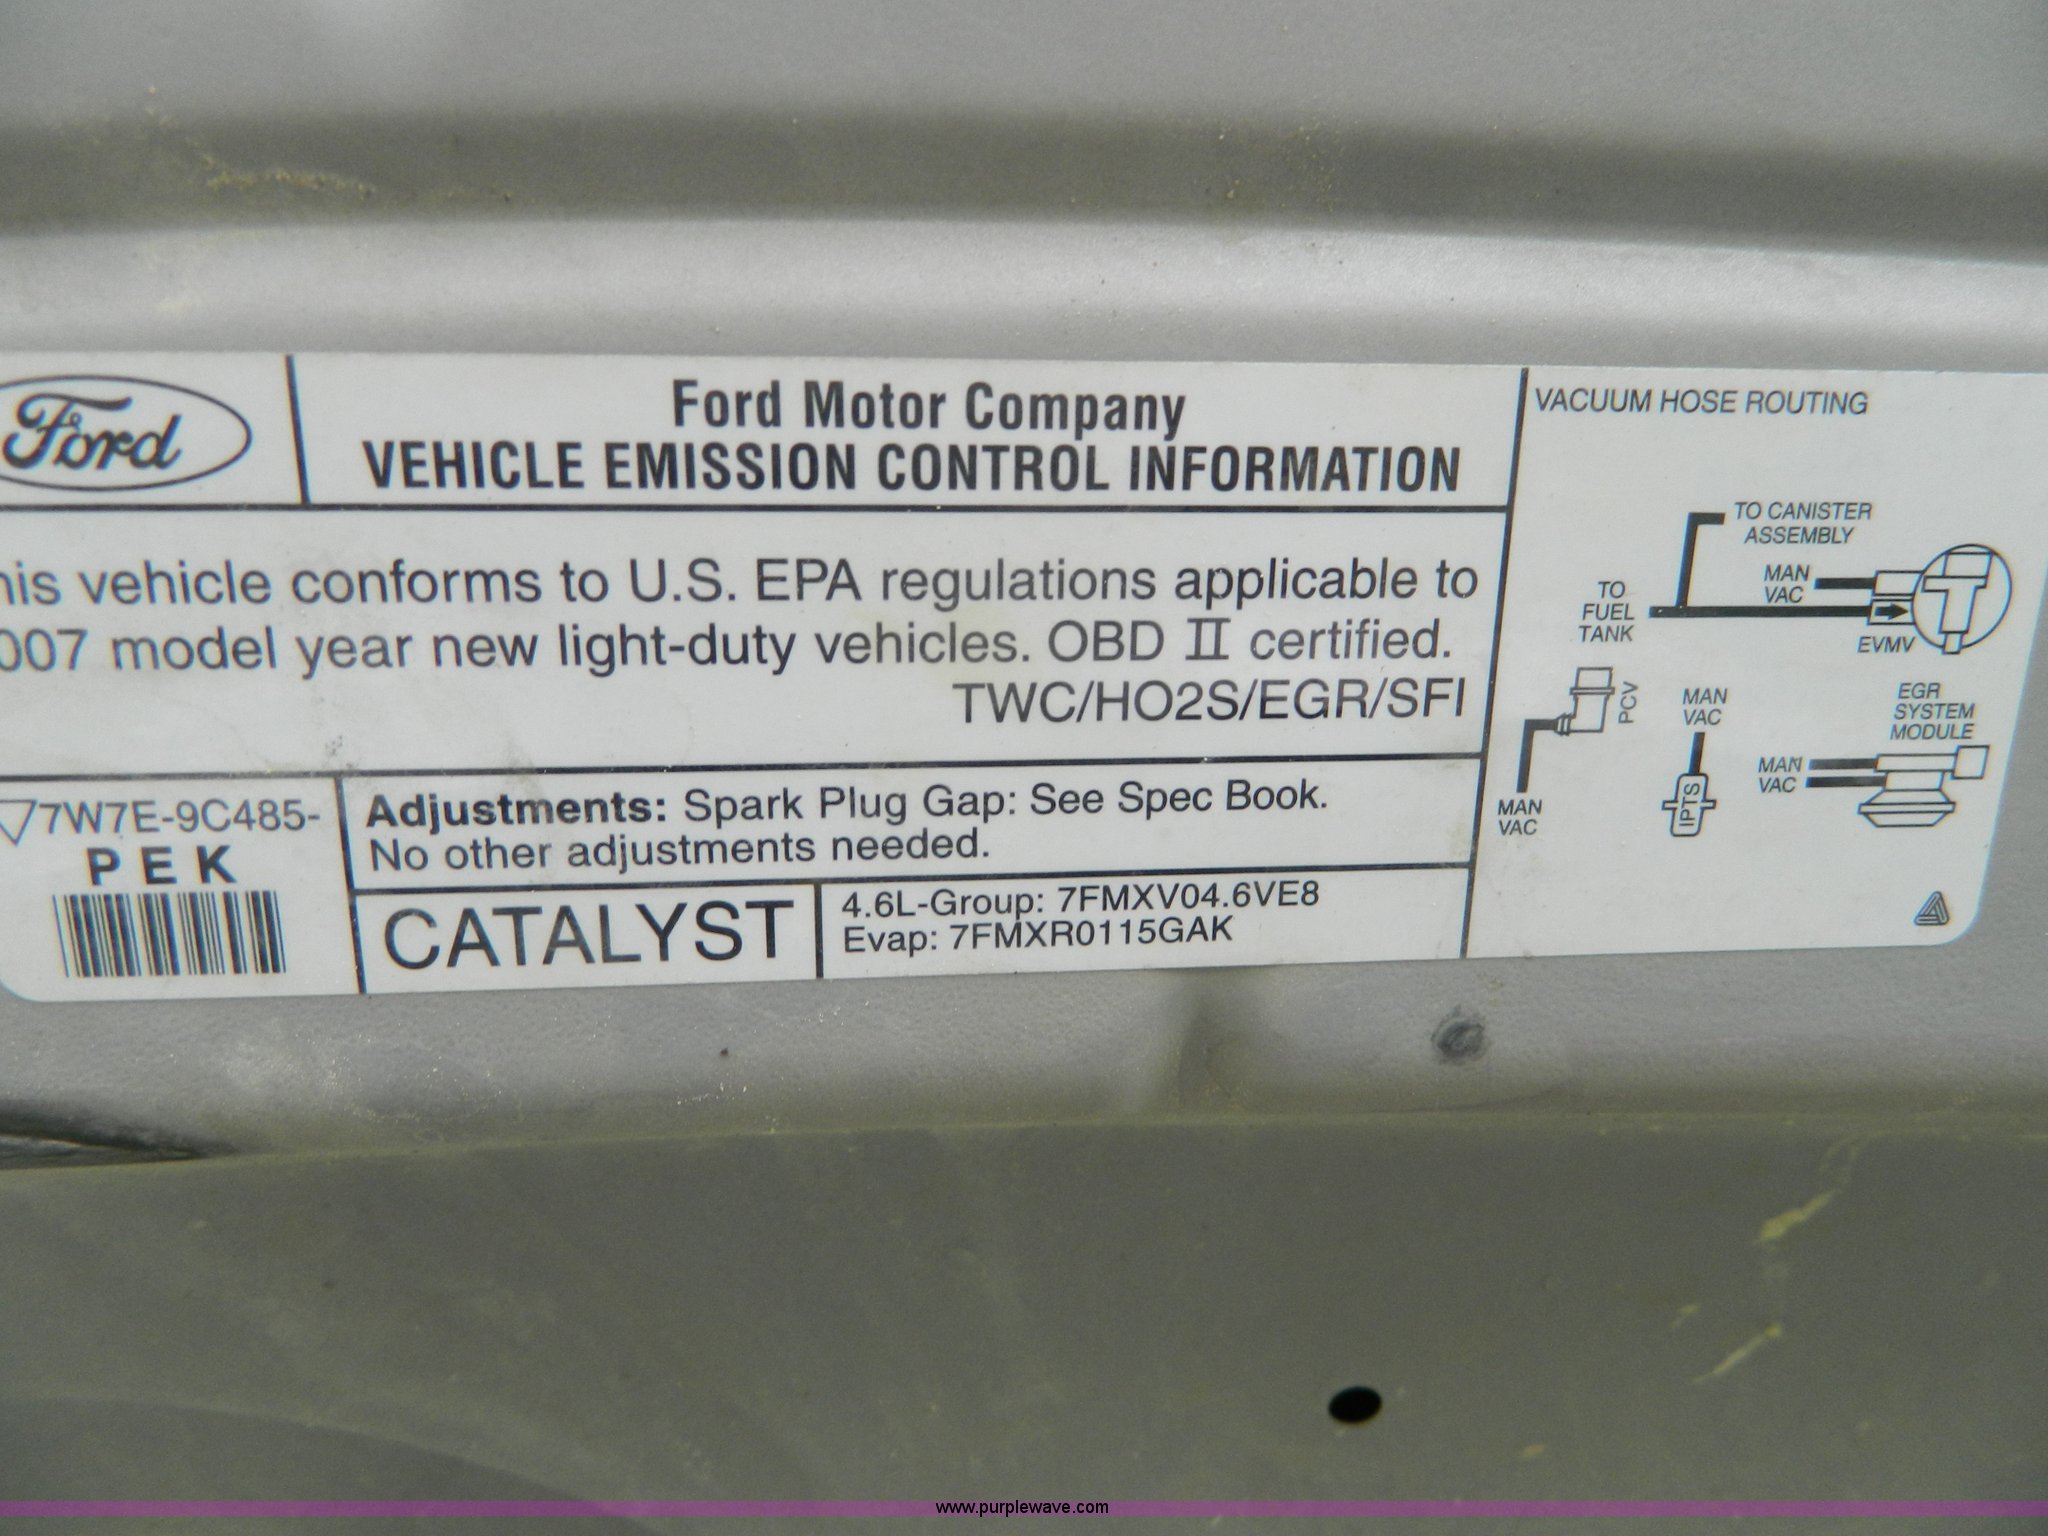 Ford
Ford Motor Company
VEHICLE EMISSION CONTROL INFORMATION
his vehicle conforms to U.S. EPA regulations applicable to
007 model year new light-duty vehicles. OBD II certified.
TWC/HO2S/EGR/SFI
7W7E-9C485-
PEK
Adjustments: Spark Plug Gap: See Spec Book.
No other adjustments needed.
CATALYST
4.6L-Group: 7FMXV04.6VE8
Evap: 7FMXR0115GAK
VACUUM HOSE ROUTING
TO CANISTER
ASSEMBLY
MAN
VAC
TO
FUEL
TANK
EVMV
PCV
MAN
VAC
MAN
VAC
IPTS
EGR
SYSTEM
MODULE
MAN
VAC
www.purplewave.com